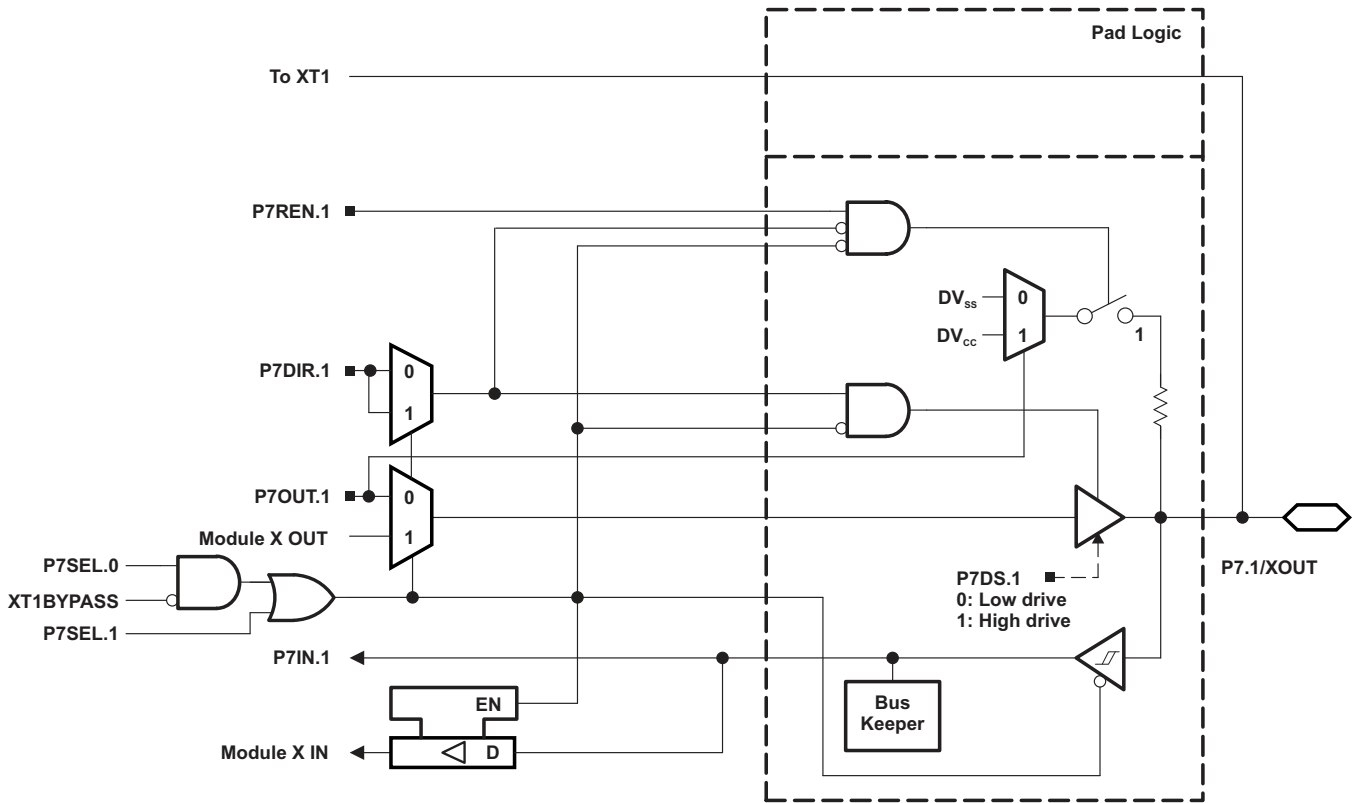 Pad Logic
To XT1
P7REN.1
DVSS
0
DVCC
1
1
P7DIR.1
0
1
P7OUT.1
0
Module X OUT
1
P7SEL.0
XT1BYPASS
P7SEL.1
P7DS.1
0: Low drive
1: High drive
P7.1/XOUT
P7IN.1
EN
Bus
Keeper
Module X IN
D